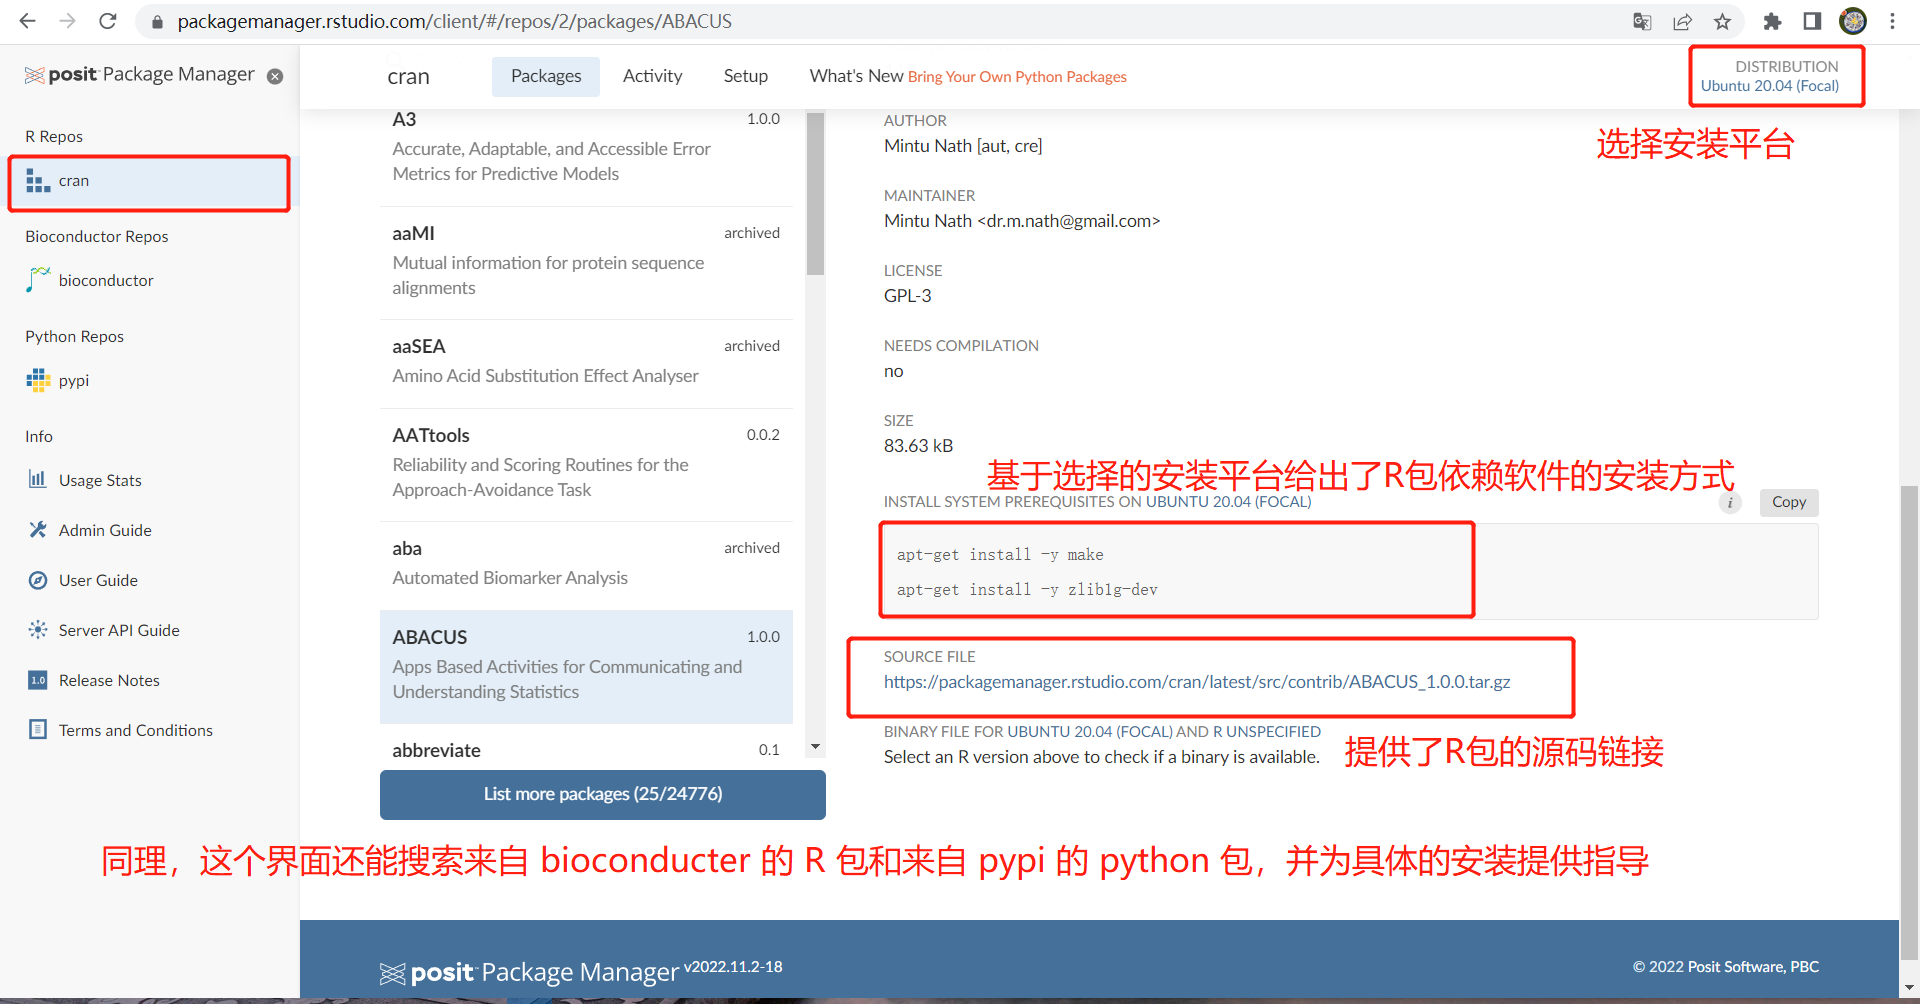 packagemanager.rstudio.com/client/#/repos/2/packages/ABACUS
posit Package Manager
cran
Packages
Activity
Setup
What's New Bring Your Own Python Packages
DISTRIBUTION
Ubuntu 20.04 (Focal)
选择安装平台
R Repos
cran
Bioconductor Repos
bioconductor
Python Repos
pypi
Info
Usage Stats
Admin Guide
User Guide
Server API Guide
1.0 Release Notes
Terms and Conditions
A3 1.0.0
Accurate, Adaptable, and Accessible Error
Metrics for Predictive Models
aaMI archived
Mutual information for protein sequence
alignments
aaSEA archived
Amino Acid Substitution Effect Analyser
AATtools 0.0.2
Reliability and Scoring Routines for the
Approach-Avoidance Task
aba archived
Automated Biomarker Analysis
ABACUS 1.0.0
Apps Based Activities for Communicating and
Understanding Statistics
abbreviate 0.1
List more packages (25/24776)
AUTHOR
Mintu Nath [aut, cre]
MAINTAINER
Mintu Nath <dr.m.nath@gmail.com>
LICENSE
GPL-3
NEEDS COMPILATION
no
SIZE
83.63 kB
基于选择的安装平台给出了R包依赖软件的安装方式
INSTALL SYSTEM PREREQUISITES ON UBUNTU 20.04 (FOCAL)
i
Copy
apt-get install -y make
apt-get install -y zlib1g-dev
SOURCE FILE
https://packagemanager.rstudio.com/cran/latest/src/contrib/ABACUS_1.0.0.tar.gz
BINARY FILE FOR UBUNTU 20.04 (FOCAL) AND R UNSPECIFIED
Select an R version above to check if a binary is available.
提供了R包的源码链接
同理，这个界面还能搜索来自 bioconducter 的 R 包和来自 pypi 的 python 包，并为具体的安装提供指导
posit Package Manager v2022.11.2-18
© 2022 Posit Software, PBC